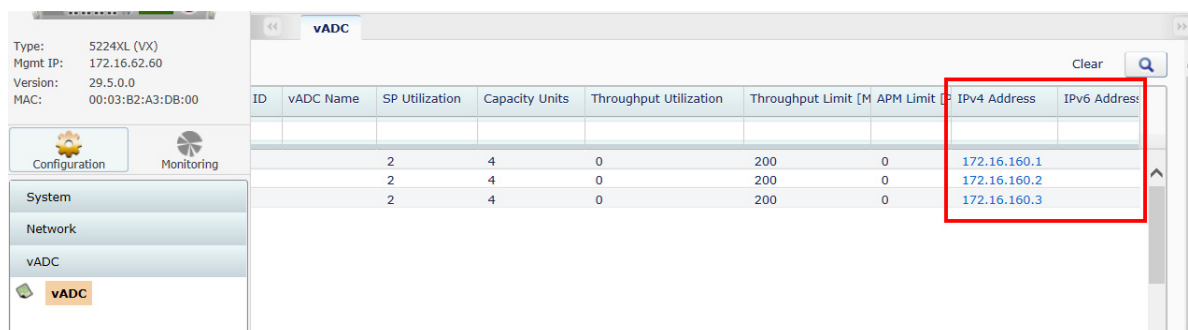 vADC
Type: 5224XL (VX)
Mgmt IP: 172.16.62.60
Version: 29.5.0.0
MAC: 00:03:B2:A3:DB:00
Clear
ID vADC Name SP Utilization Capacity Units Throughput Utilization Throughput Limit [M APM Limit [P IPv4 Address IPv6 Address
Configuration Monitoring
2 4 0 200 0 172.16.160.1
2 4 0 200 0 172.16.160.2
2 4 0 200 0 172.16.160.3
System
Network
vADC
vADC